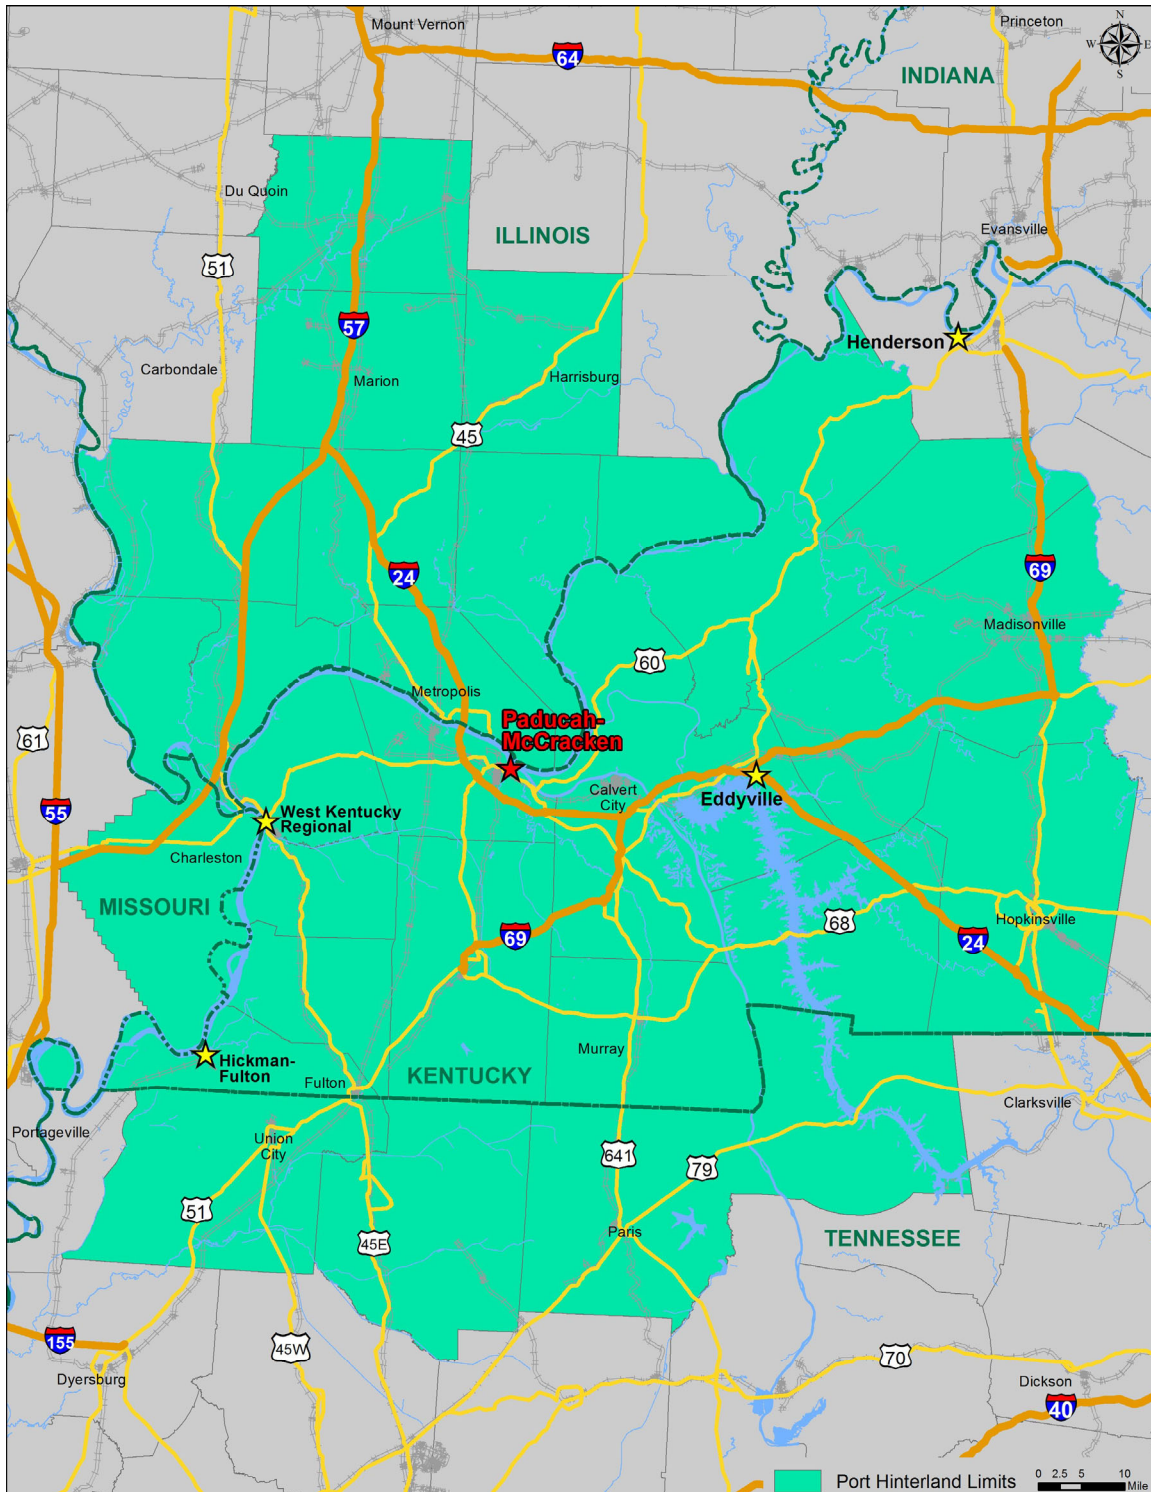 Mount Vernon
Princeton
N
W
E
S
64
INDIANA
Du Quoin
ILLINOIS
Evansville
51
57
Henderson
Carbondale
Marion
Harrisburg
45
24
69
Madisonville
60
Metropolis
Paducah-
McCracken
61
Calvert
City
Eddyville
55
West Kentucky
Regional
Charleston
MISSOURI
68
Hopkinsville
69
24
Murray
Hickman-
Fulton
Fulton
KENTUCKY
Clarksville
Portageville
Union
City
641
79
51
Paris
TENNESSEE
45E
155
45W
70
Dyersburg
Dickson
40
Port Hinterland Limits
0 2.5 5 10
Mile